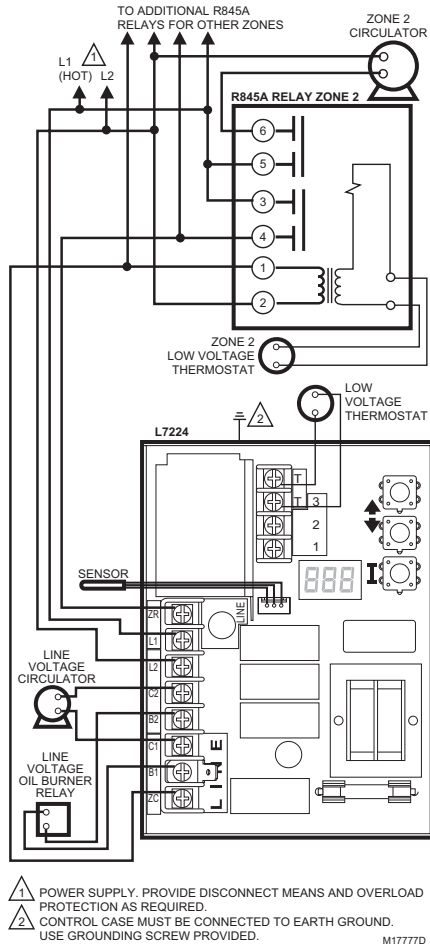 TO ADDITIONAL R845A
RELAYS FOR OTHER ZONES
ZONE 2
CIRCULATOR
1
L1
(HOT)
L2
R845A RELAY ZONE 2
6
5
3
4
1
2
ZONE 2
LOW VOLTAGE
THERMOSTAT
LOW
VOLTAGE
THERMOSTAT
2
L7224
T
T
3
2
1
SENSOR
888
ZR
LINE
L1
L2
LINE
VOLTAGE
CIRCULATOR
C2
B2
C1
B1
ZC
LINE
LINE
VOLTAGE
OIL BURNER
RELAY
1 POWER SUPPLY. PROVIDE DISCONNECT MEANS AND OVERLOAD
PROTECTION AS REQUIRED.
2 CONTROL CASE MUST BE CONNECTED TO EARTH GROUND.
USE GROUNDING SCREW PROVIDED.
M17777D